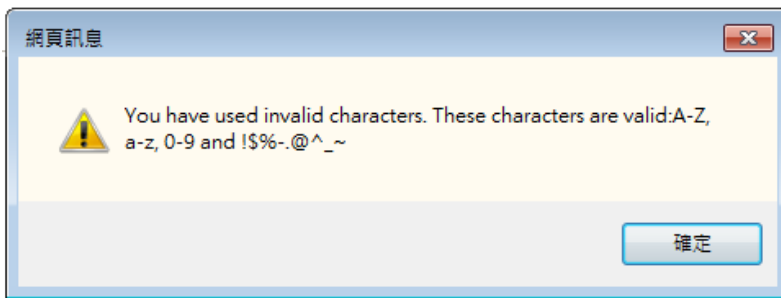 網頁訊息
You have used invalid characters. These characters are valid:A-Z,
a-z, 0-9 and !$%-.@^_~
確定